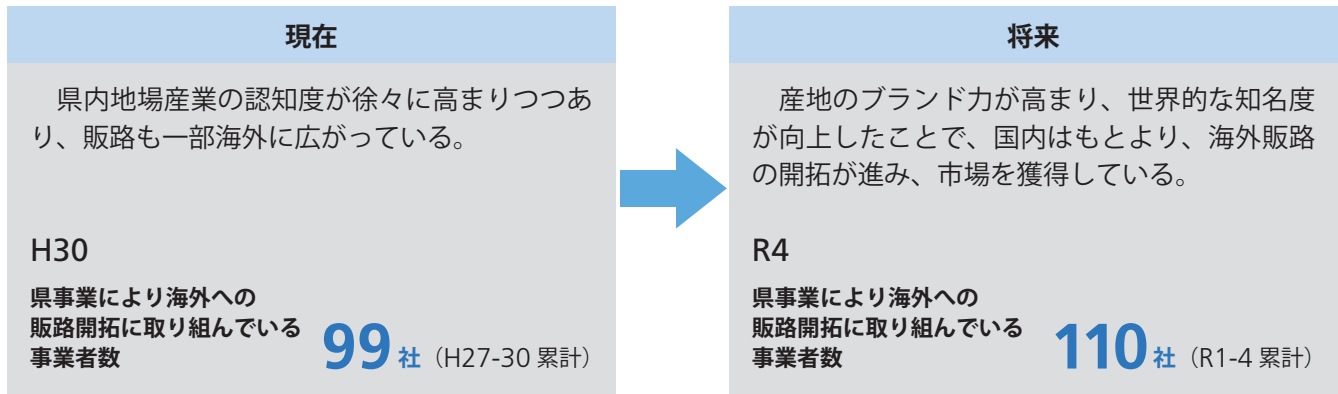 現在
県内地場産業の認知度が徐々に高まりつつあ
り、販路も一部海外に広がっている。
H30
県事業により海外への
販路開拓に取り組んでいる
事業者数 99社（H27-30 累計）
将来
産地のブランド力が高まり、世界的な知名度
が向上したことで、国内はもとより、海外販路
の開拓が進み、市場を獲得している。
R4
県事業により海外への
販路開拓に取り組んでいる
事業者数 110社（R1-4 累計）